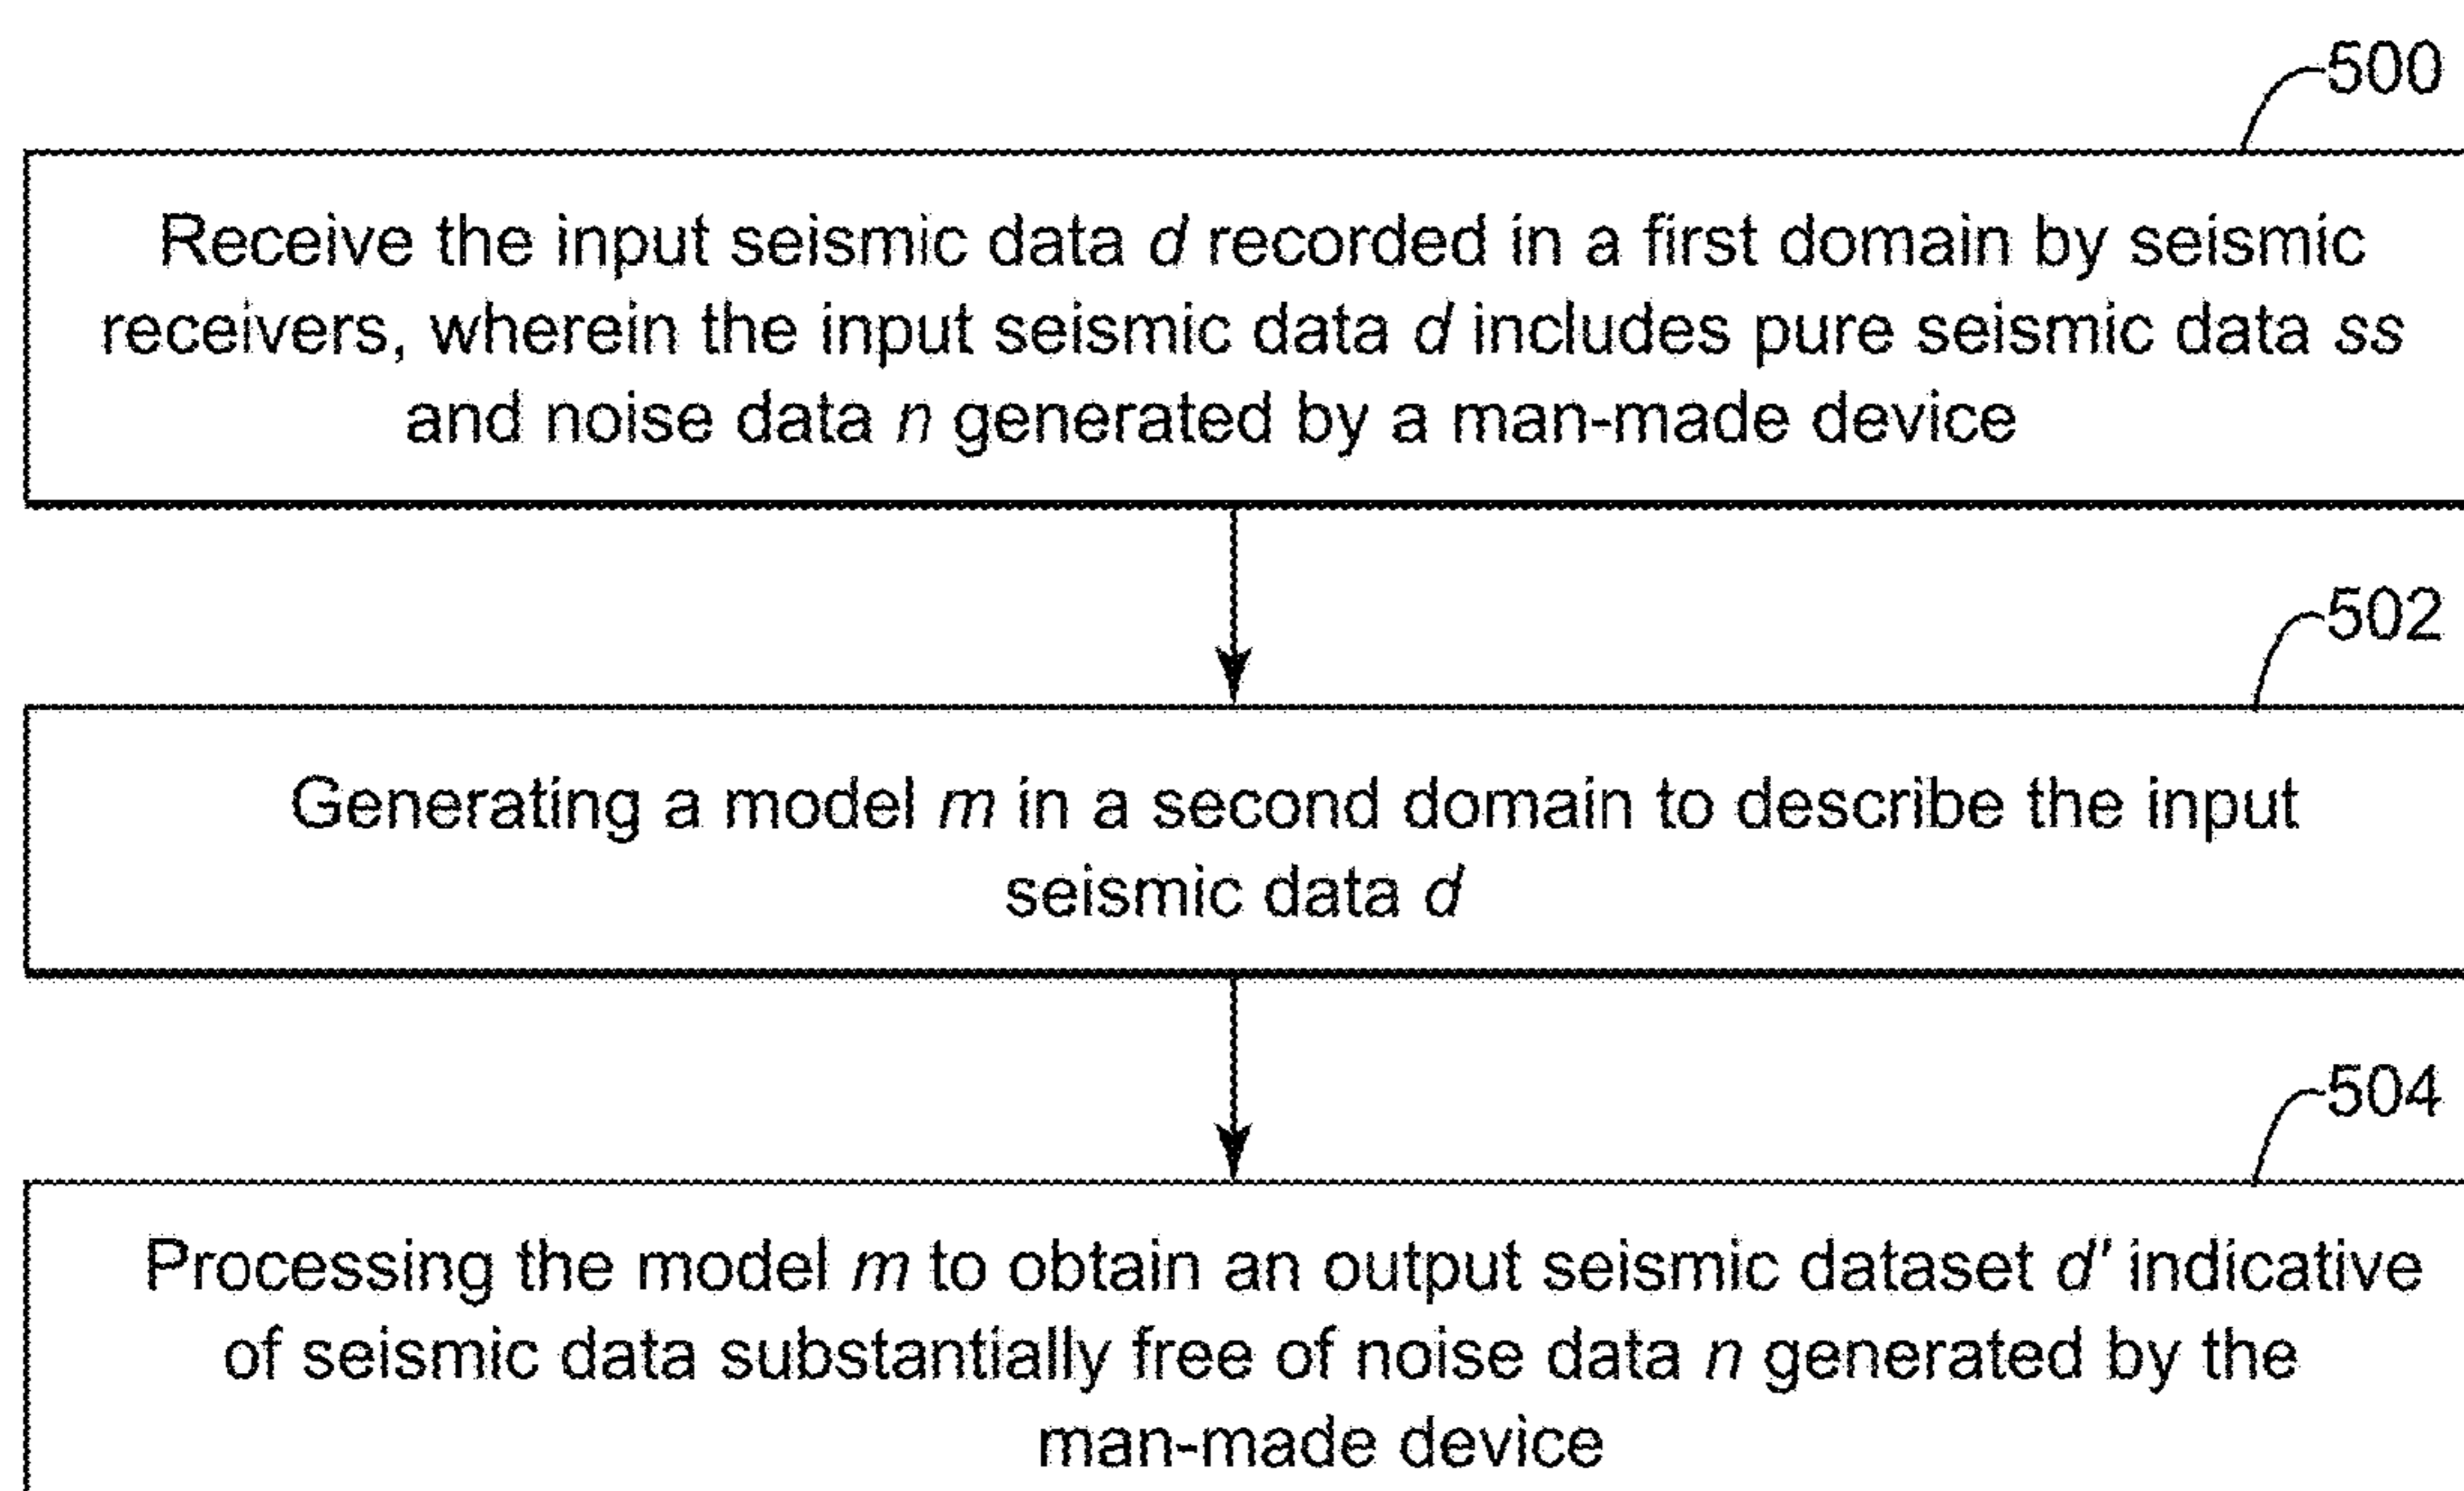 500
Receive the input seismic data d recorded in a first domain by seismic
receivers, wherein the input seismic data d includes pure seismic data ss
and noise data n generated by a man-made device
502
Generating a model m in a second domain to describe the input
seismic data d
504
Processing the model m to obtain an output seismic dataset d' indicative
of seismic data substantially free of noise data n generated by the
man-made device